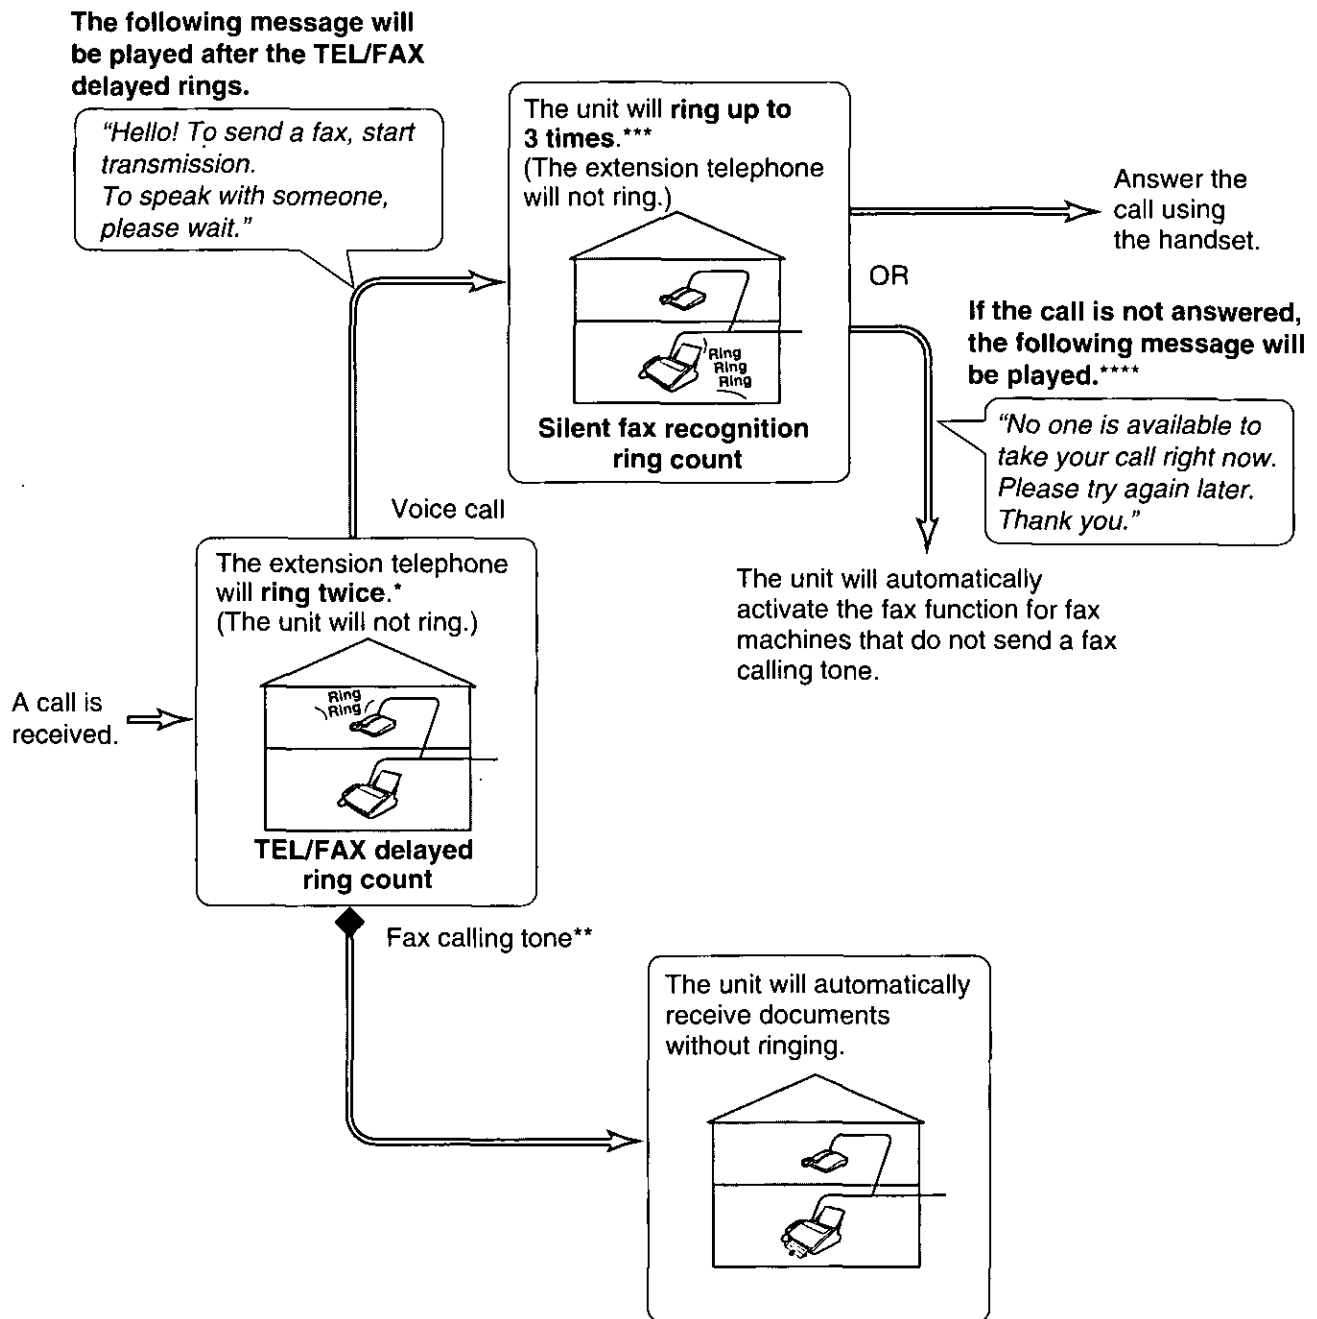 The following message will
be played after the TEL/FAX
delayed rings.
"Hello! To send a fax, start
transmission.
To speak with someone,
please wait."
The unit will ring up to
3 times.***
(The extension telephone
will not ring.)
Ring
Ring
Ring
Silent fax recognition
ring count
Answer the
call using
the handset.
OR
If the call is not answered,
the following message will
be played.****
"No one is available to
take your call right now.
Please try again later.
Thank you."
The unit will automatically
activate the fax function for fax
machines that do not send a fax
calling tone.
Voice call
The extension telephone
will ring twice.*
(The unit will not ring.)
Ring
Ring
TEL/FAX delayed
ring count
A call is
received.
Fax calling tone**
The unit will automatically
receive documents
without ringing.